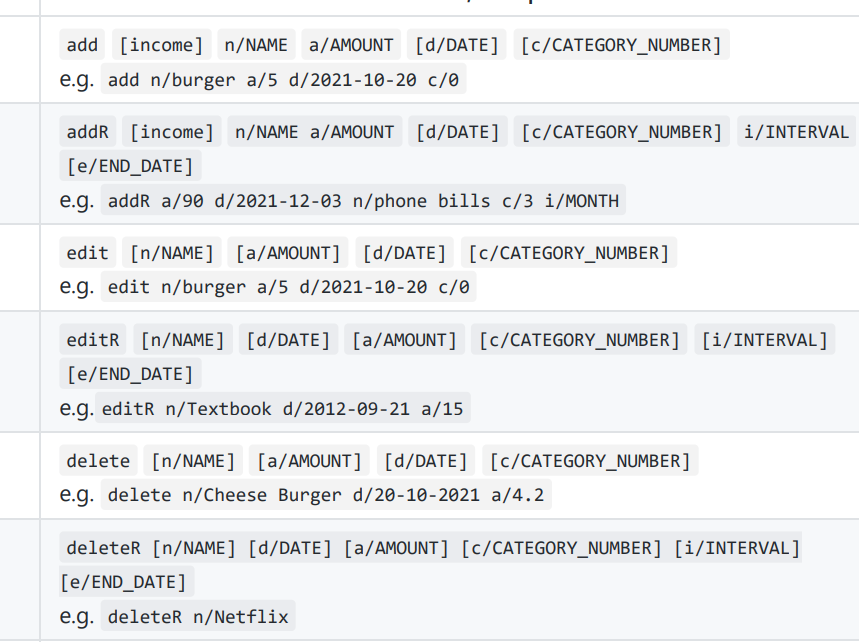 add [income] n/NAME a/AMOUNT [d/DATE] [c/CATEGORY_NUMBER]
e.g. add n/burger a/5 d/2021-10-20 c/0
addR [income] n/NAME a/AMOUNT [d/DATE] [c/CATEGORY_NUMBER] i/INTERVAL
[e/END_DATE]
e.g. addR a/90 d/2021-12-03 n/phone bills c/3 i/MONTH
edit [n/NAME] [a/AMOUNT] [d/DATE] [c/CATEGORY_NUMBER]
e.g. edit n/burger a/5 d/2021-10-20 c/0
editR [n/NAME] [d/DATE] [a/AMOUNT] [c/CATEGORY_NUMBER] [i/INTERVAL]
[e/END_DATE]
e.g. editR n/Textbook d/2012-09-21 a/15
delete [n/NAME] [a/AMOUNT] [d/DATE] [c/CATEGORY_NUMBER]
e.g. delete n/Cheese Burger d/20-10-2021 a/4.2
deleteR [n/NAME] [d/DATE] [a/AMOUNT] [c/CATEGORY_NUMBER] [i/INTERVAL]
[e/END_DATE]
e.g. deleteR n/Netflix